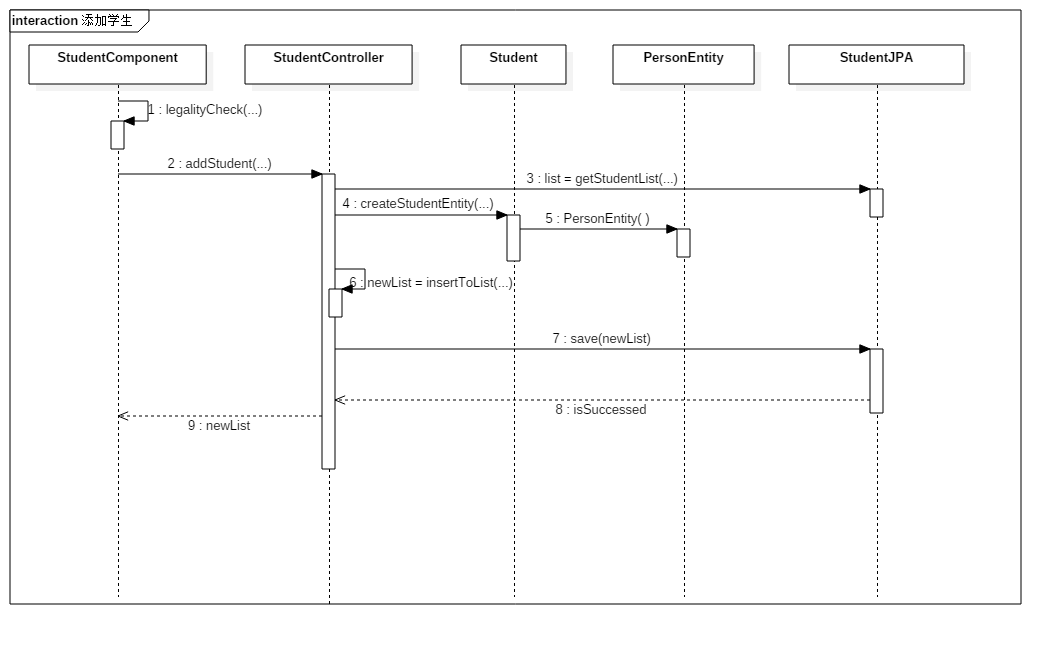 interaction 添加学生
StudentComponent
StudentController
Student
PersonEntity
StudentJPA
1 : legalityCheck(...)
2 : addStudent(...)
3 : list = getStudentList(...)
4 : createStudentEntity(...)
5 : PersonEntity( )
6 : newList = insertToList(...)
7 : save(newList)
8 : isSuccessed
9 : newList